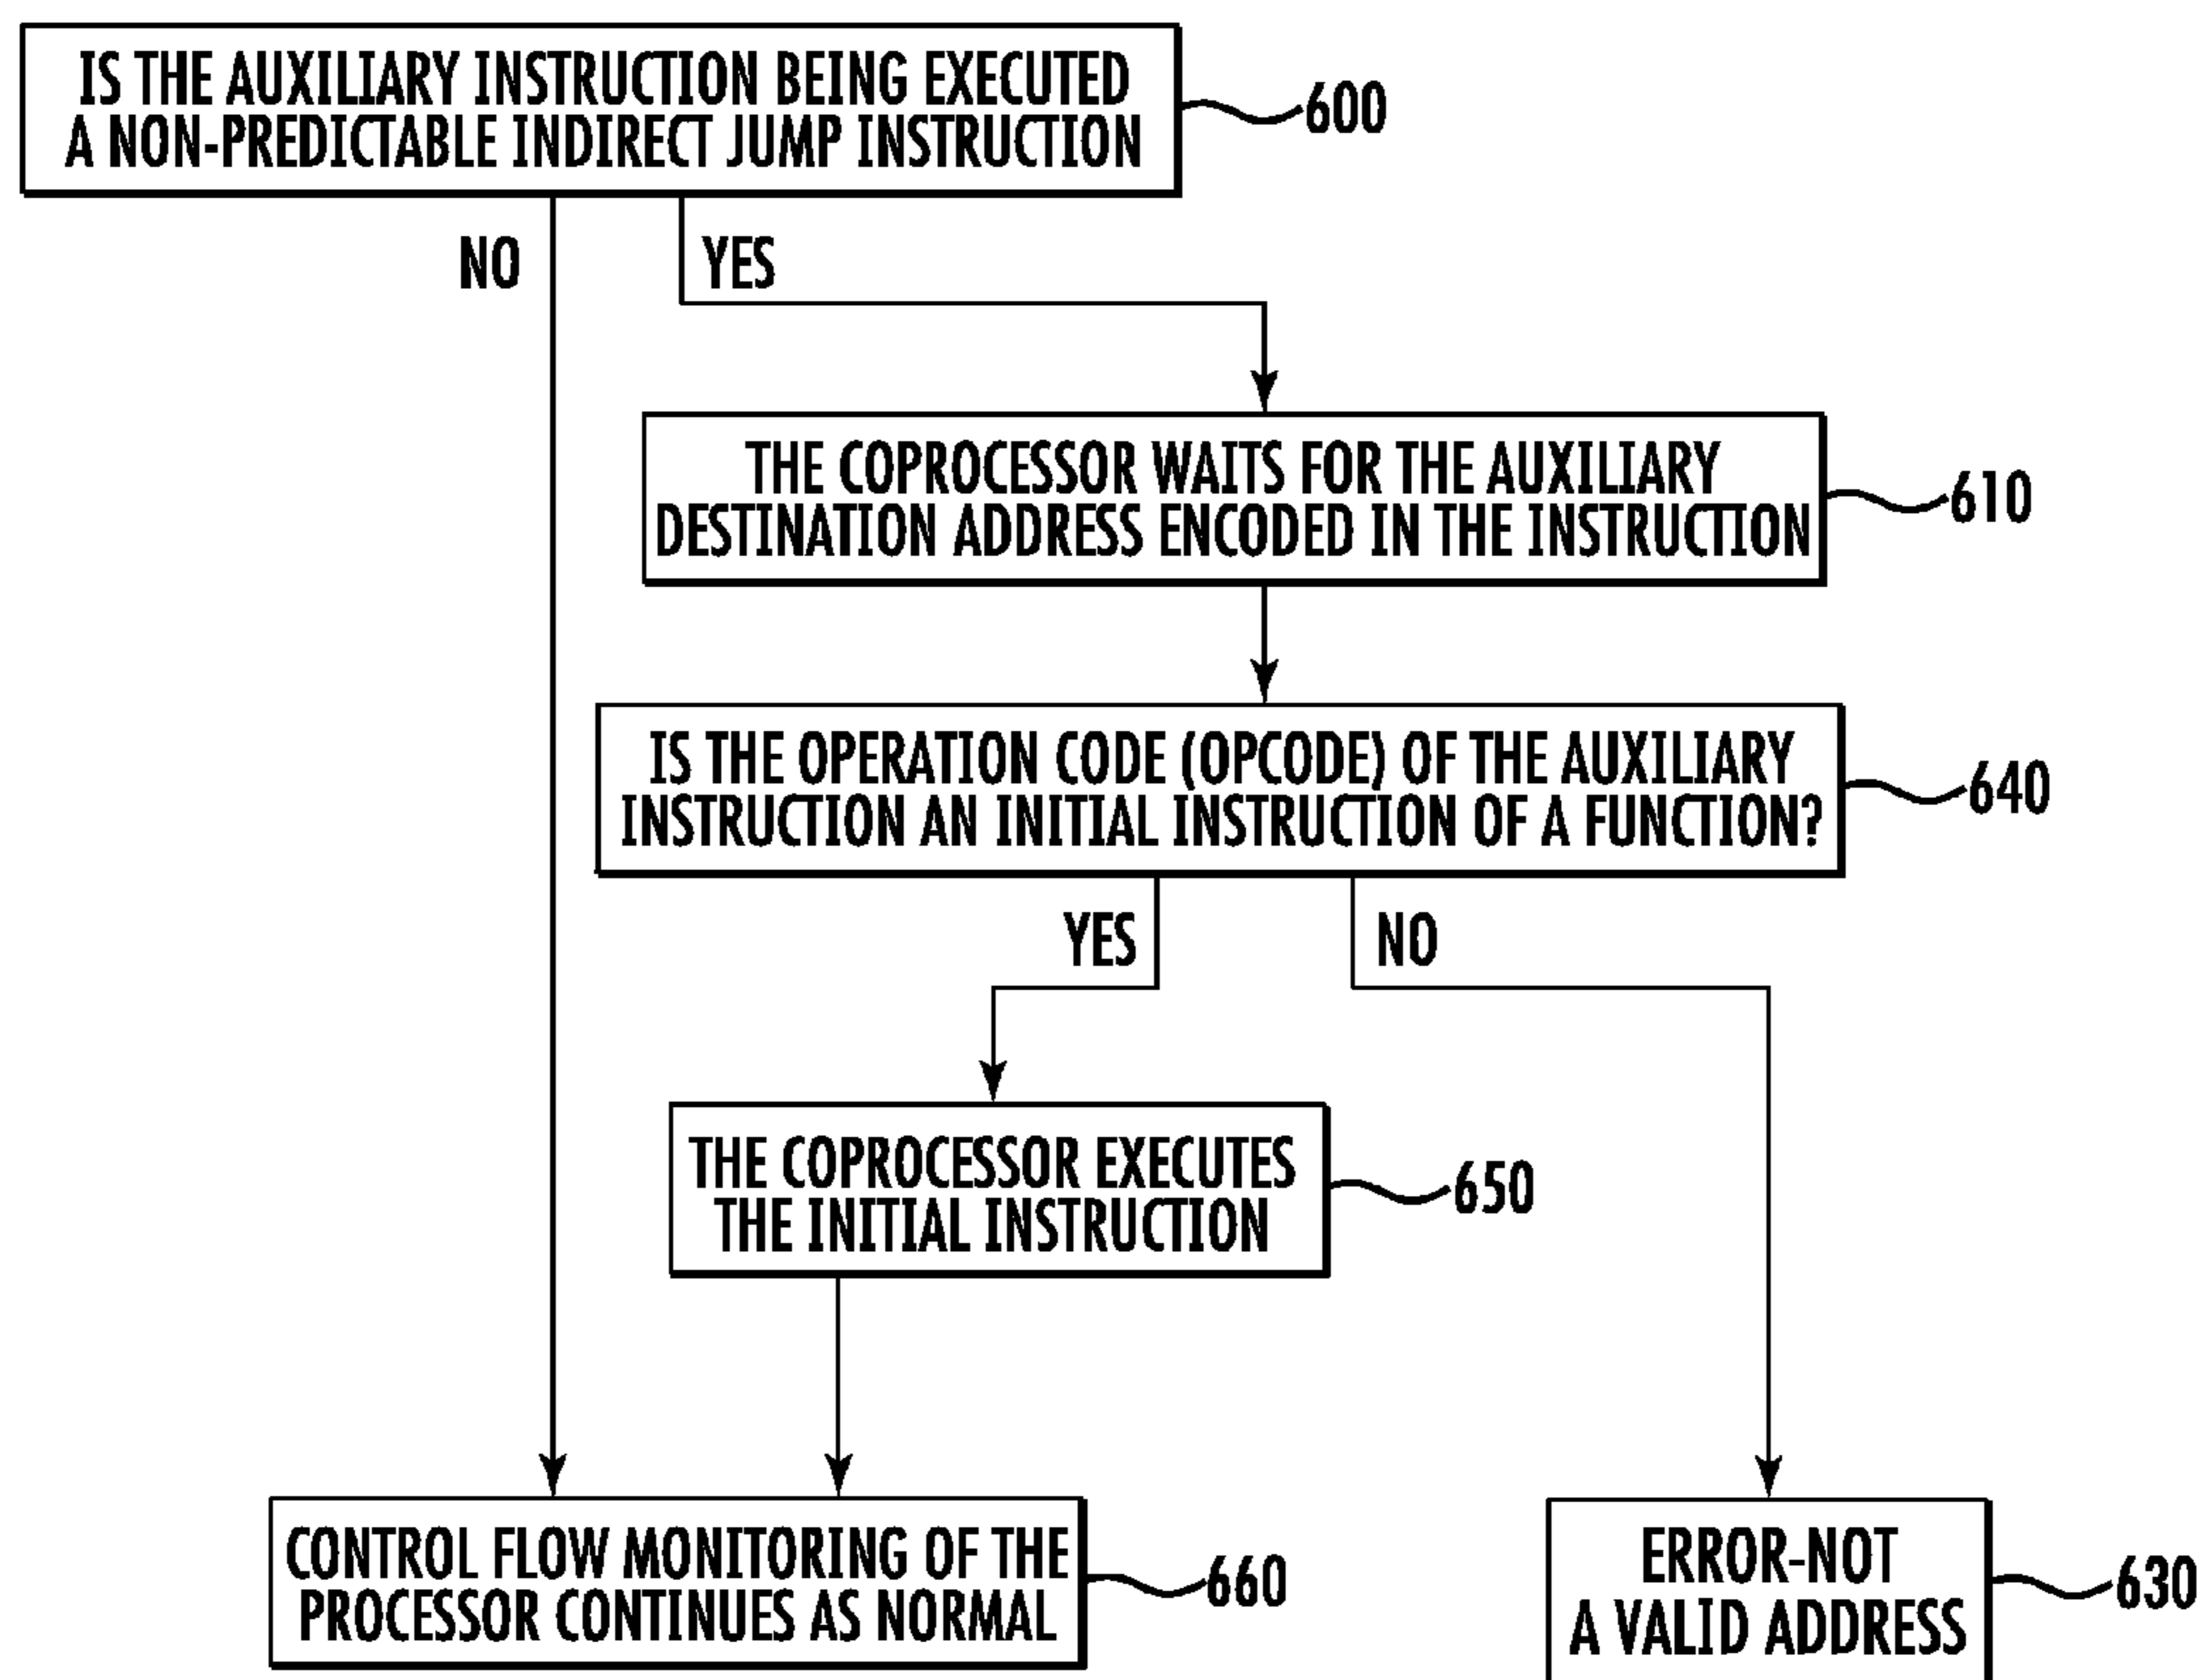 IS THE AUXILIARY INSTRUCTION BEING EXECUTED
A NON-PREDICTABLE INDIRECT JUMP INSTRUCTION
600
NO
YES
THE COPROCESSOR WAITS FOR THE AUXILIARY
DESTINATION ADDRESS ENCODED IN THE INSTRUCTION
610
IS THE OPERATION CODE (OPCODE) OF THE AUXILIARY
INSTRUCTION AN INITIAL INSTRUCTION OF A FUNCTION?
640
YES
NO
THE COPROCESSOR EXECUTES
THE INITIAL INSTRUCTION
650
CONTROL FLOW MONITORING OF THE
PROCESSOR CONTINUES AS NORMAL
660
ERROR-NOT
A VALID ADDRESS
630